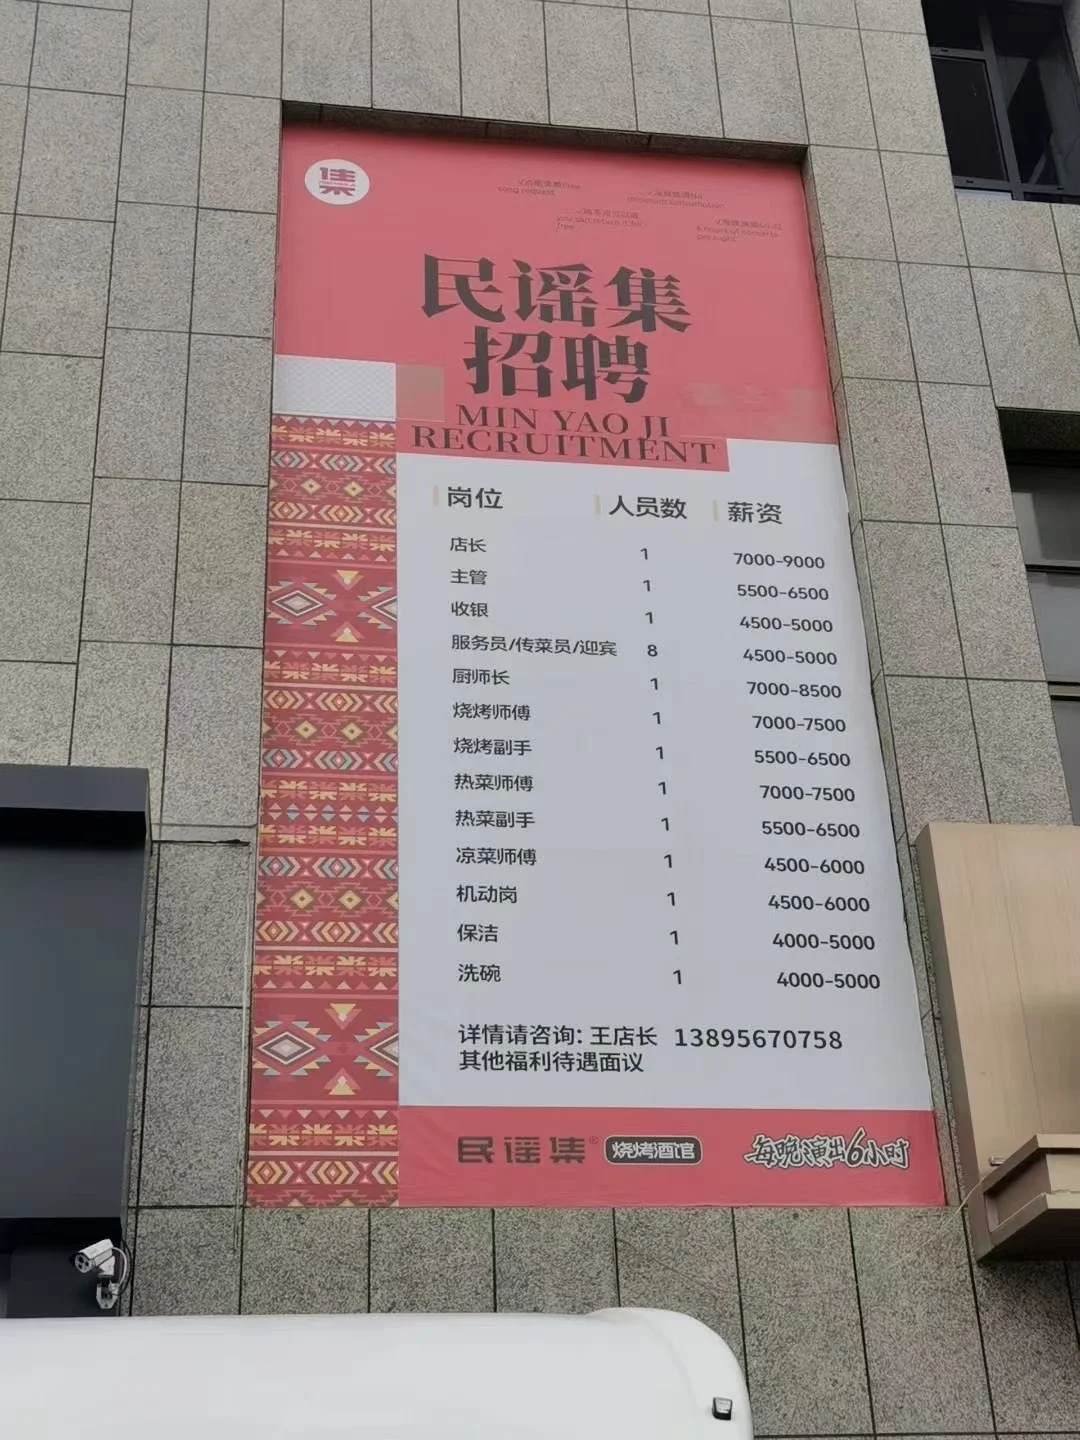 民谣集
招聘
MIN YAO JI
RECRUITMENT
岗位 人员数 薪资
店长 1 7000-9000
主管 1 5500-6500
收银 1 4500-5000
服务员/传菜员/迎宾 8 4500-5000
厨师长 1 7000-8500
烧烤师傅 1 7000-7500
烧烤副手 1 5500-6500
热菜师傅 1 7000-7500
热菜副手 1 5500-6500
凉菜师傅 1 4500-6000
机动岗 1 4500-6000
保洁 1 4000-5000
洗碗 1 4000-5000
详情请咨询: 王店长 13895670758
其他福利待遇面议
民谣集® 烧烤酒馆 每晚演出6小时